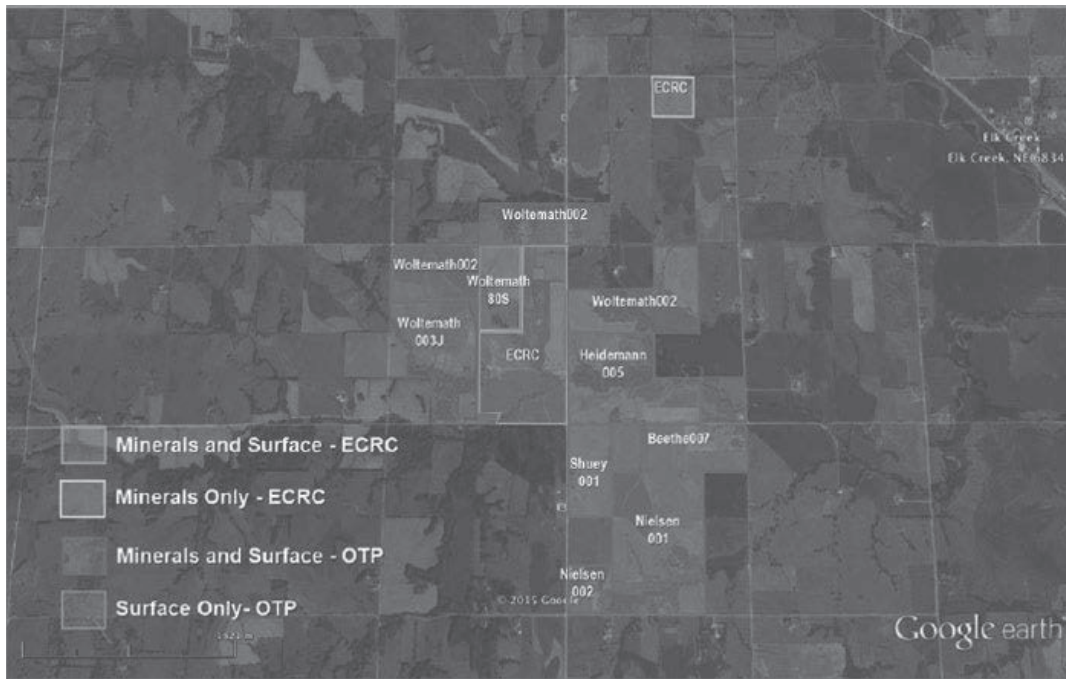 ECRC
Elk Creek
Elk Creek, NE 6834
Woltemath002
Woltemath002
Woltemath
80S
Woltemath002
Woltemath
003J
ECRC
Heidemann
005
Beethe007
Shuey
001
Nielsen
001
Nielsen
002
Minerals and Surface - ECRC
Minerals Only - ECRC
Minerals and Surface - OTP
Surface Only- OTP
© 2015 Google
Google earth